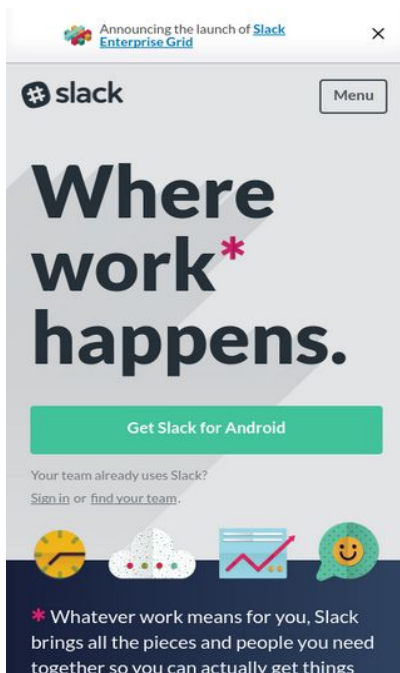 Announcing the launch of Slack
Enterprise Grid
slack
Menu
Where
work*
happens.
Get Slack for Android
Your team already uses Slack?
Sign in or find your team.
* Whatever work means for you, Slack
brings all the pieces and people you need
together so you can actually get things